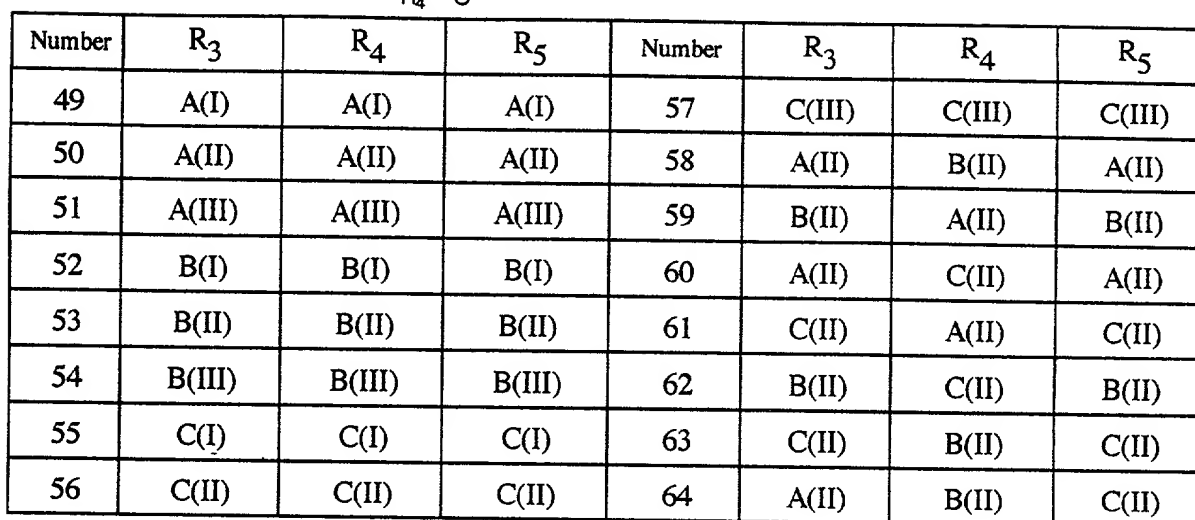 R4
Number R3 R4 R5 Number R3 R4 R5
49 A(I) A(I) A(I) 57 C(III) C(III) C(III)
50 A(II) A(II) A(II) 58 A(II) B(II) A(II)
51 A(III) A(III) A(III) 59 B(II) A(II) B(II)
52 B(I) B(I) B(I) 60 A(II) C(II) A(II)
53 B(II) B(II) B(II) 61 C(II) A(II) C(II)
54 B(III) B(III) B(III) 62 B(II) C(II) B(II)
55 C(I) C(I) C(I) 63 C(II) B(II) C(II)
56 C(II) C(II) C(II) 64 A(II) B(II) C(II)